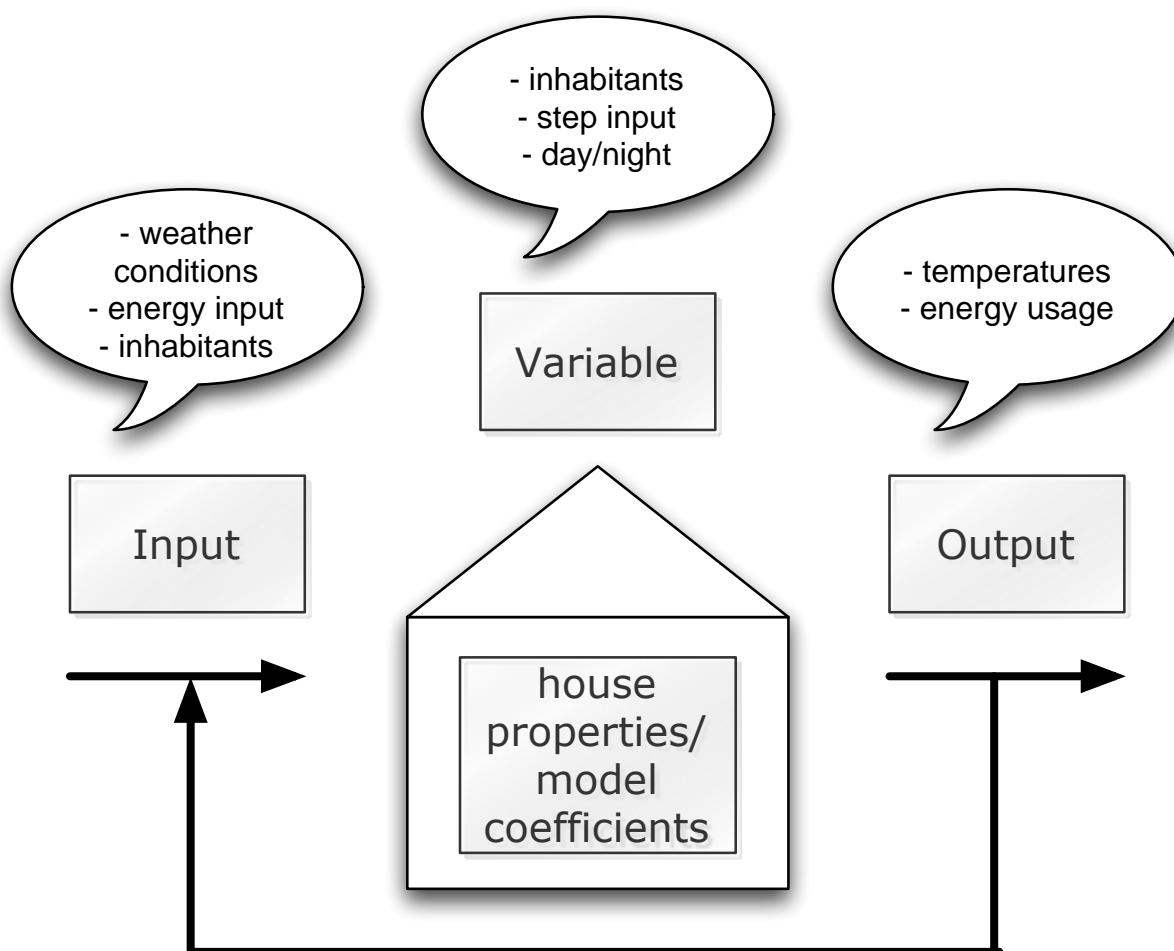 - inhabitants
- step input
- day/night
- weather
conditions
- energy input
- inhabitants
- temperatures
- energy usage
Variable
Input
Output
house
properties/
model
coefficients